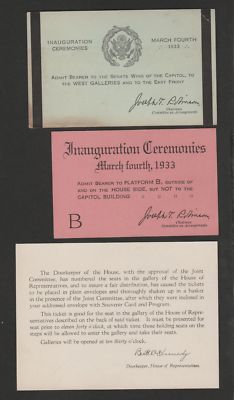 INAUGURATION CEREMONIES
MARCH FOURTH 1933
ADMIT BEARER TO THE SENATE WING OF THE CAPITOL, TO
THE WEST GALLERIES AND TO THE EAST FRONT
Joseph T. Robinson
Chairman
Committee on Arrangements
Inauguration Ceremonies
March fourth, 1933
ADMIT BEARER TO PLATFORM B, OUTSIDE OF
AND ON THE HOUSE SIDE, BUT NOT TO THE
CAPITOL BUILDING
B
Joseph T. Robinson
Chairman
Committee on Arrangements
The Doorkeeper of the House, with the approval of the Joint
Committee, has numbered the seats in the gallery of the House of
Representatives, and to insure a fair distribution, has caused the tickets
to be placed in plain envelopes and thoroughly shaken up in a basket
in the presence of the Joint Committee, after which they were inclosed
in your addressed envelope with Souvenir Card and Program.
This ticket is good for the seat in the gallery of the House of Repre-
sentatives described on the back of said ticket. It must be presented for
seat prior to eleven forty o'clock, at which time those holding seats on the
steps will be allowed to enter the gallery and occupy any vacant seats.
Galleries will be opened at ten thirty o'clock.
Doorkeeper, House of Representatives.